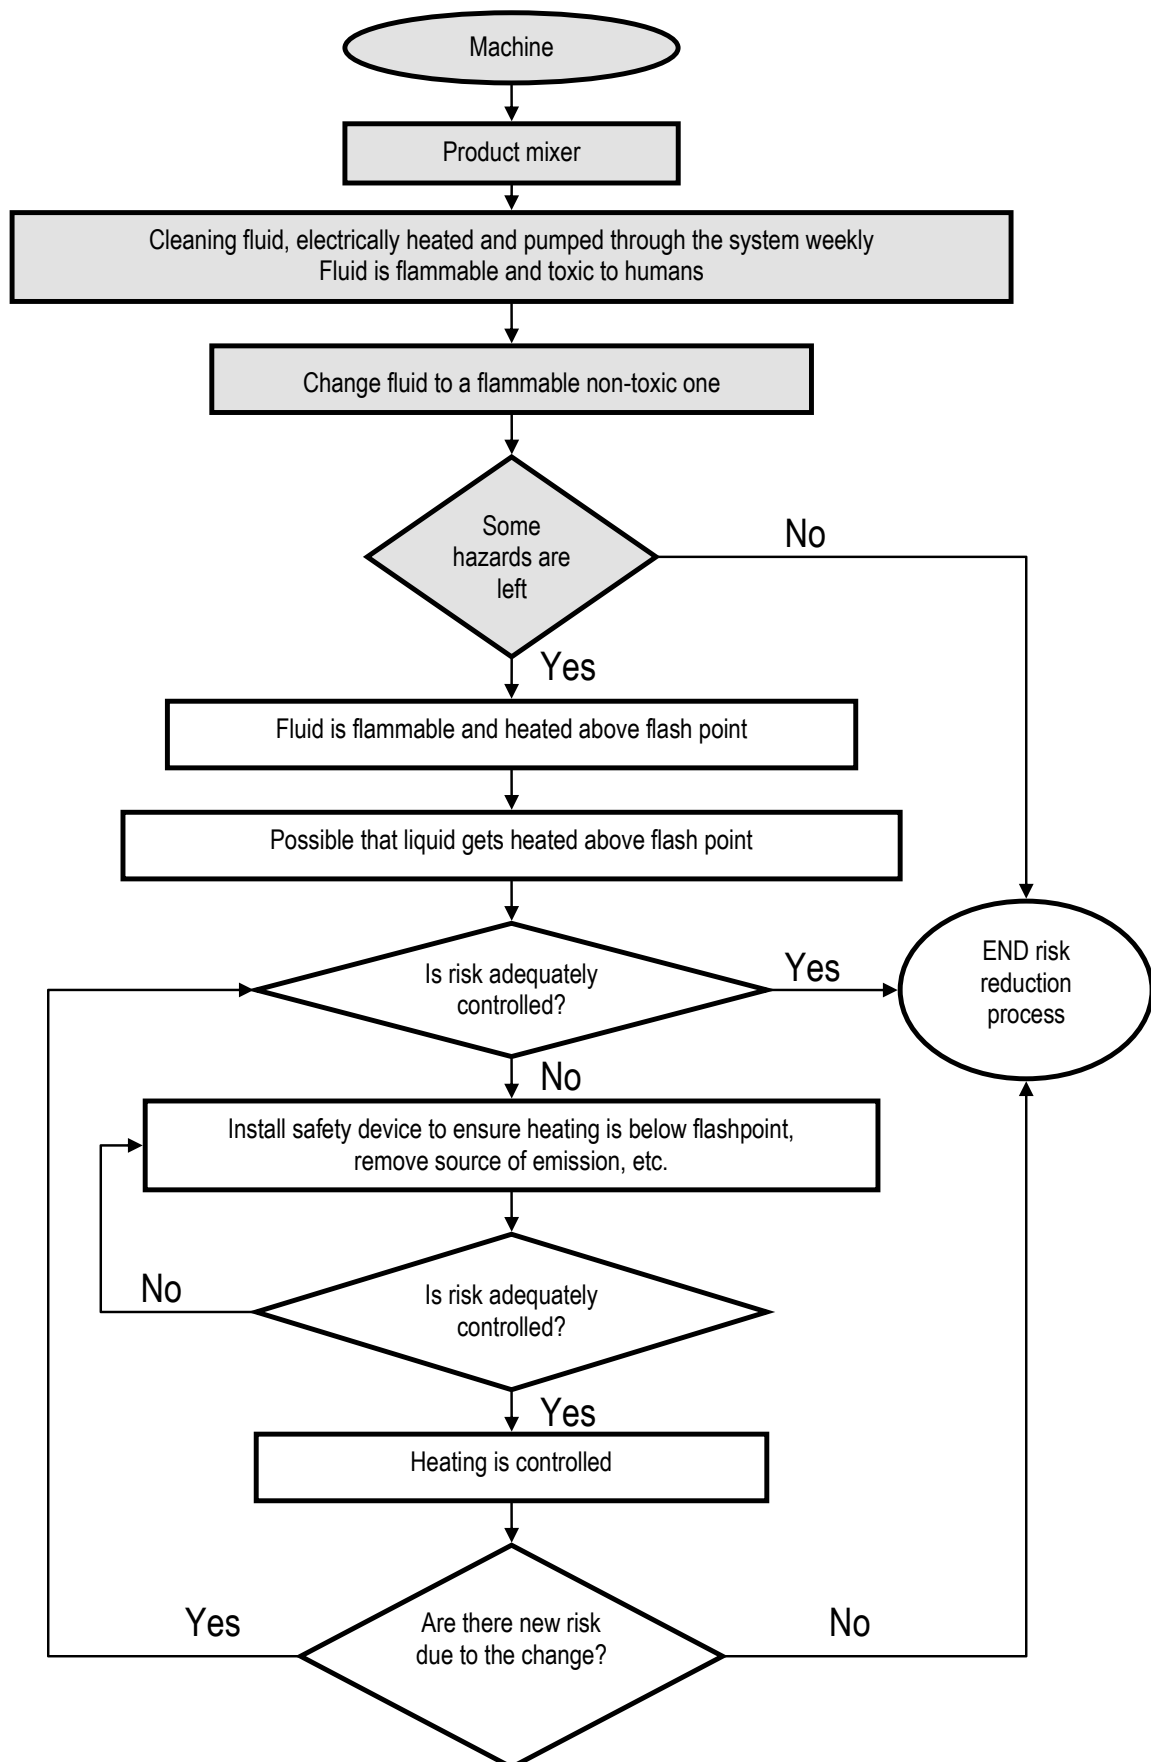 Machine
Product mixer
Cleaning fluid, electrically heated and pumped through the system weekly
Fluid is flammable and toxic to humans
Change fluid to a flammable non-toxic one
Some
hazards are
left
No
Yes
Fluid is flammable and heated above flash point
Possible that liquid gets heated above flash point
Is risk adequately
controlled?
Yes
END risk
reduction
process
No
Install safety device to ensure heating is below flashpoint,
remove source of emission, etc.
No
Is risk adequately
controlled?
Yes
Heating is controlled
Yes
Are there new risk
due to the change?
No